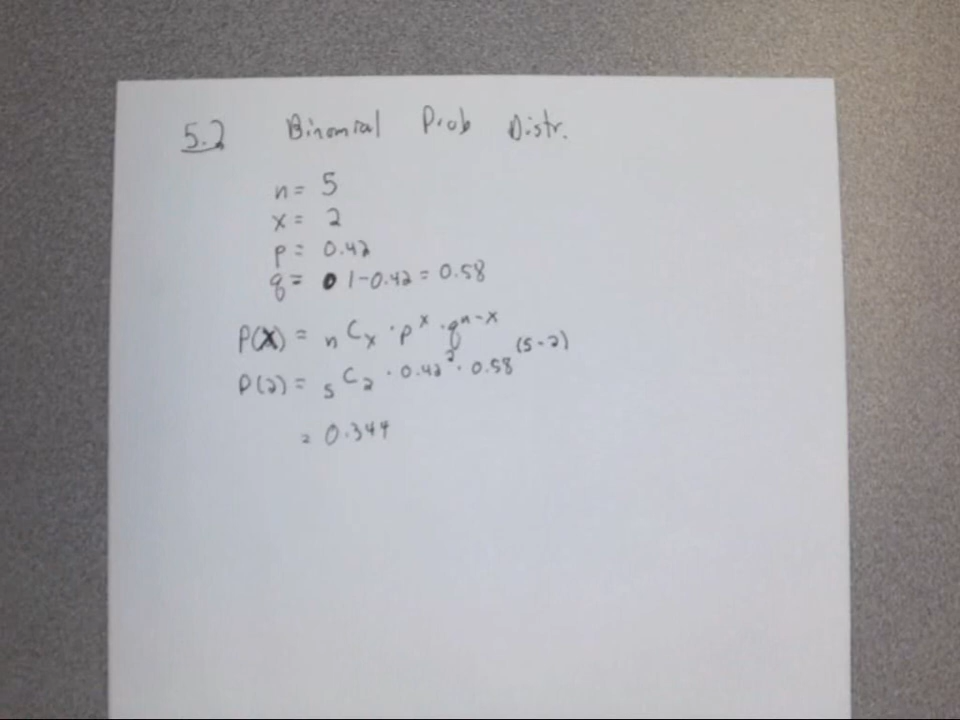 5.2 Binomial Prob Distr.
n = 5
x = 2
p = 0.42
q = 1-0.42 = 0.58
P(X) = nCx · p^x · q^n-x
P(2) = 5C2 · 0.42^2 · 0.58^(5-2)
= 0.344